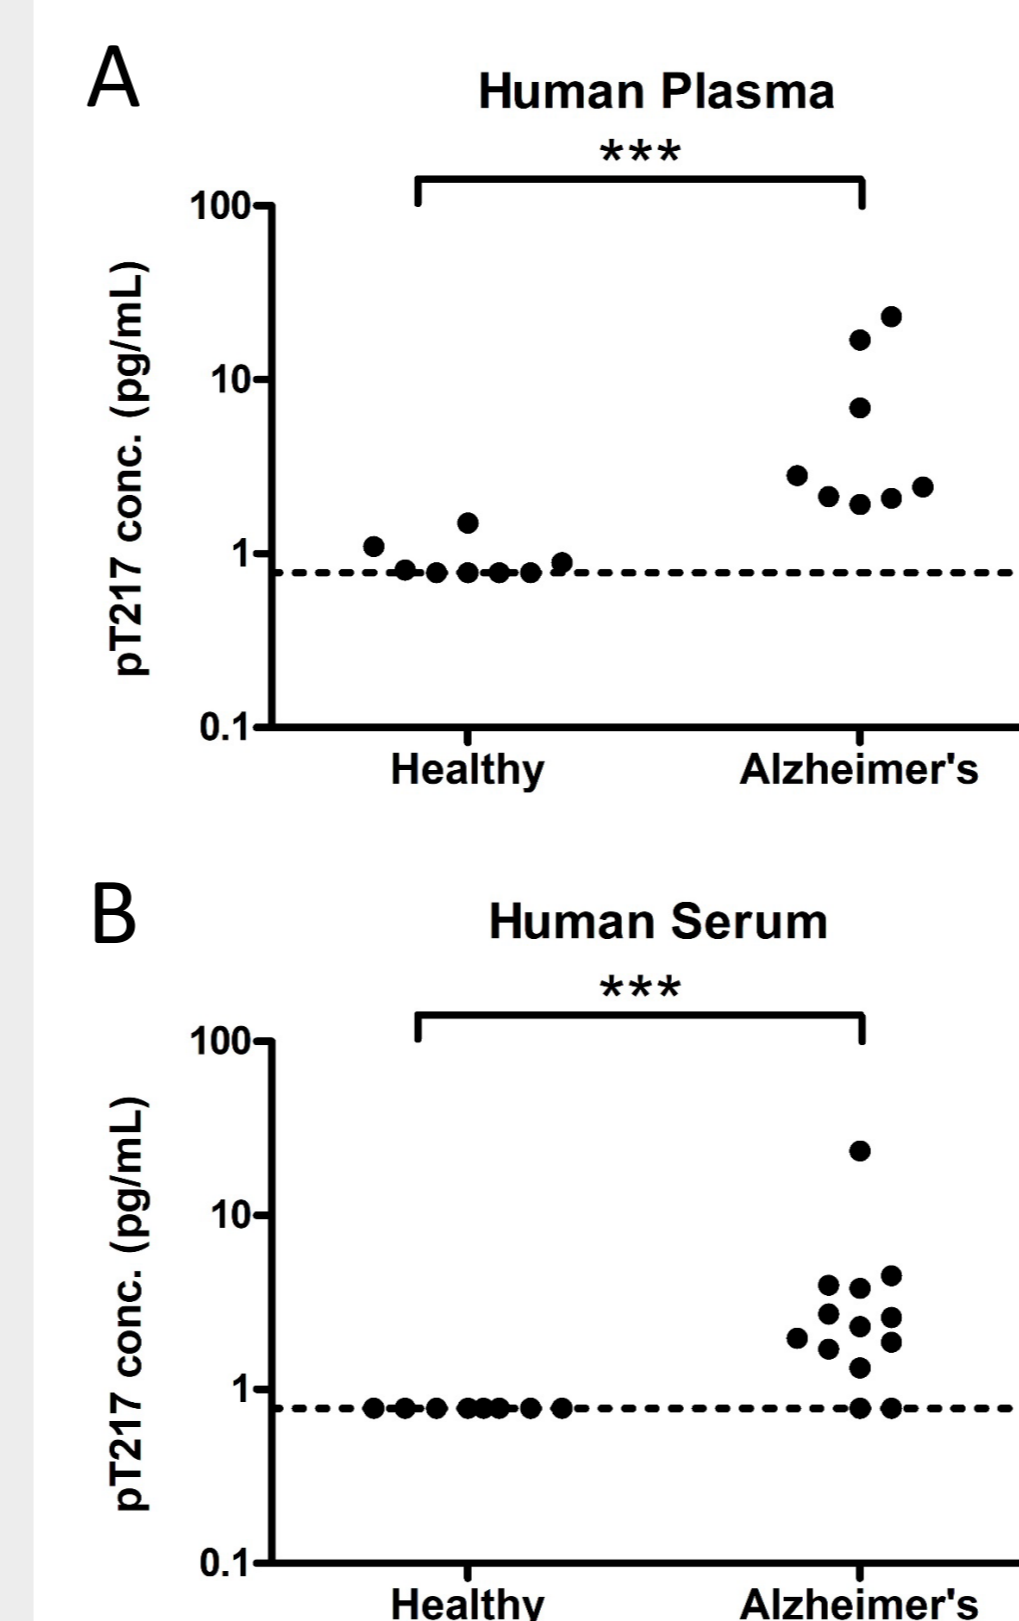 A
Human Plasma
***
100
10
1
0.1
pT217 conc. (pg/mL)
Healthy Alzheimer's
B
Human Serum
***
100
10
1
0.1
pT217 conc. (pg/mL)
Healthy Alzheimer's